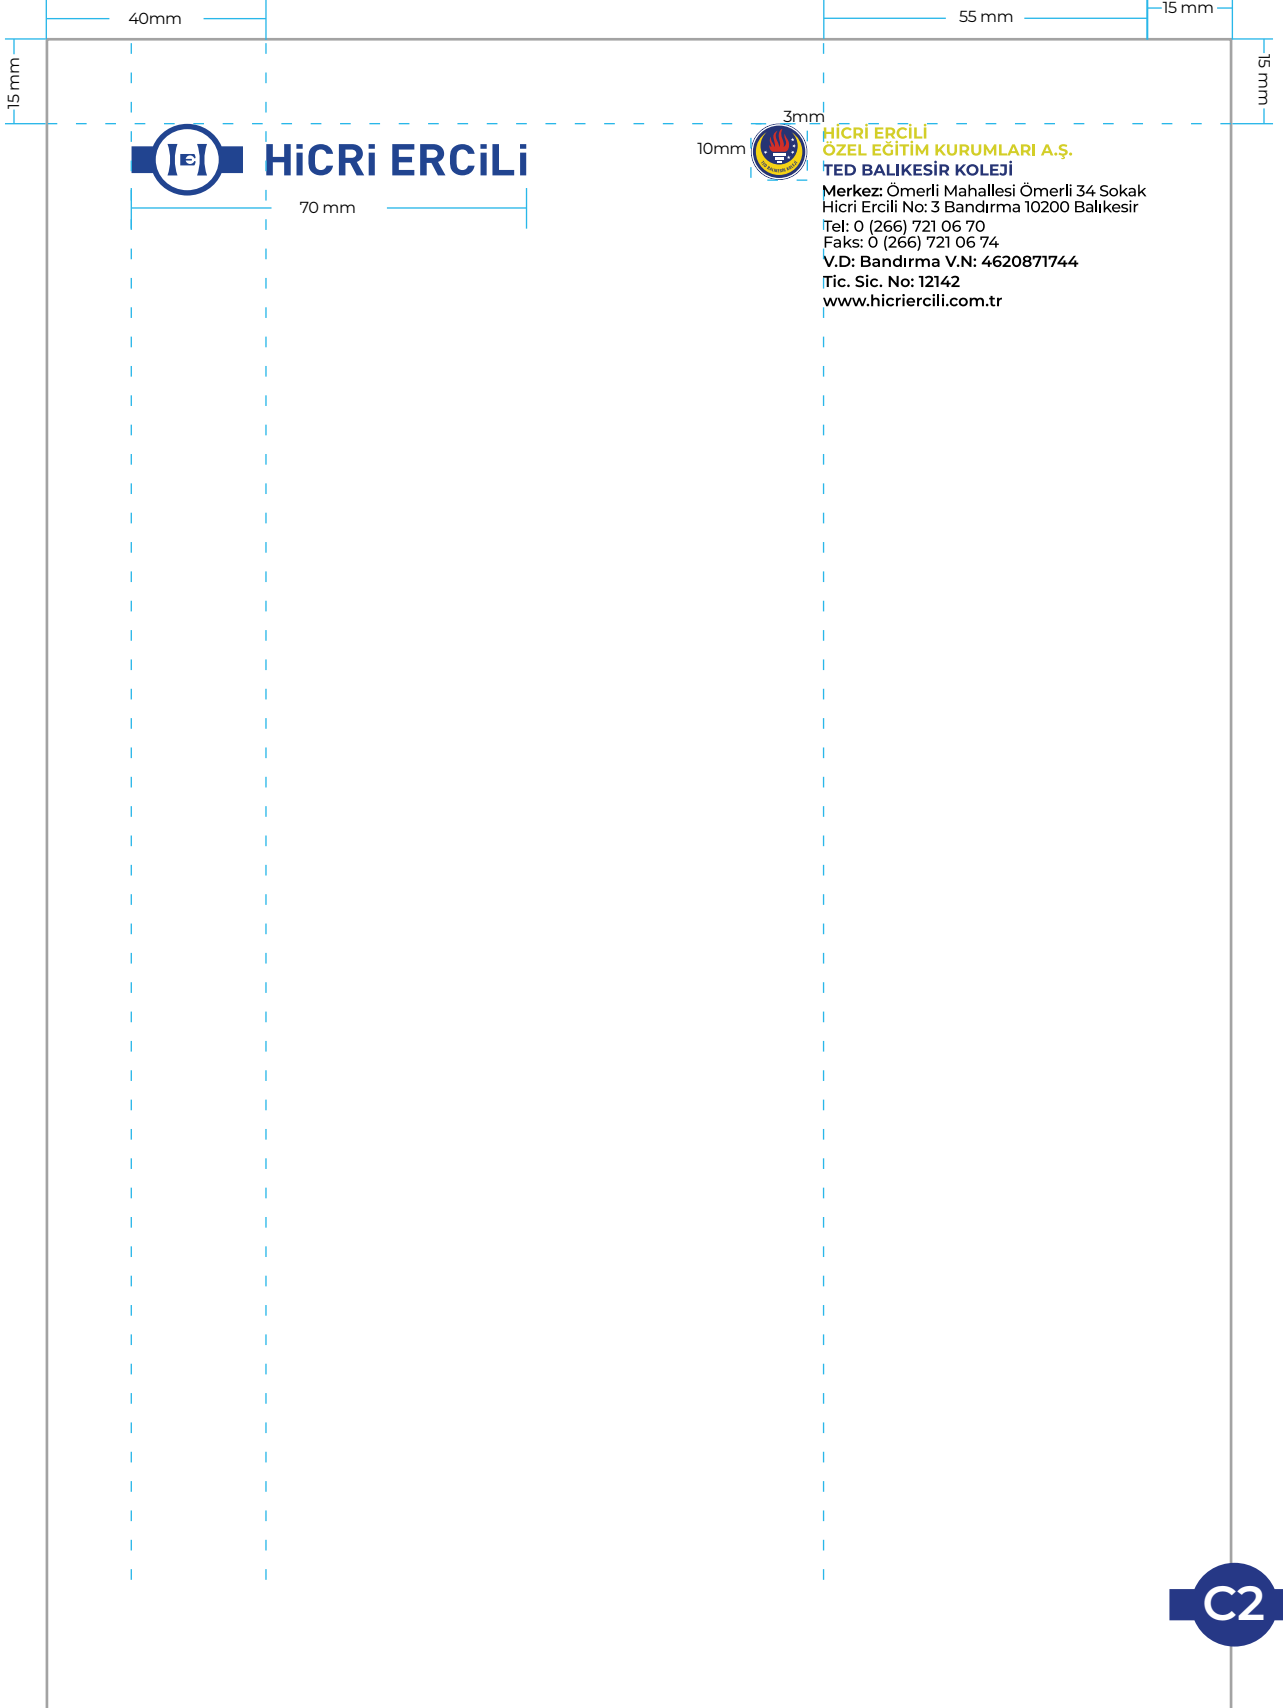 40mm
55 mm
15 mm
15 mm
15 mm
3mm
10mm
HiCRi ERCiLi
70 mm
HİCRİ ERCİLİ
ÖZEL EĞİTİM KURUMLARI A.Ş.
TED BALIKESİR KOLEJİ
Merkez: Ömerli Mahallesi Ömerli 34 Sokak
Hicri Ercili No: 3 Bandırma 10200 Balıkesir
Tel: 0 (266) 721 06 70
Faks: 0 (266) 721 06 74
V.D: Bandırma V.N: 4620871744
Tic. Sic. No: 12142
www.hicriercili.com.tr
C2